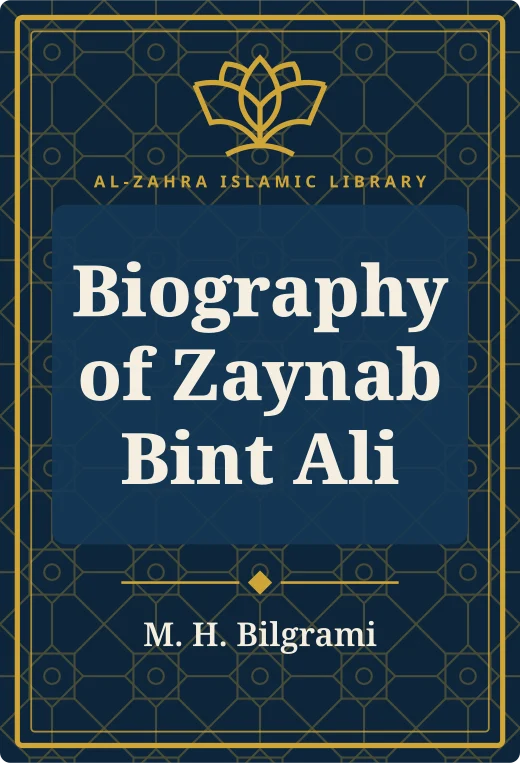 AL-ZAHRA ISLAMIC LIBRARY
Biography
of Zaynab
Bint Ali
M. H. Bilgrami